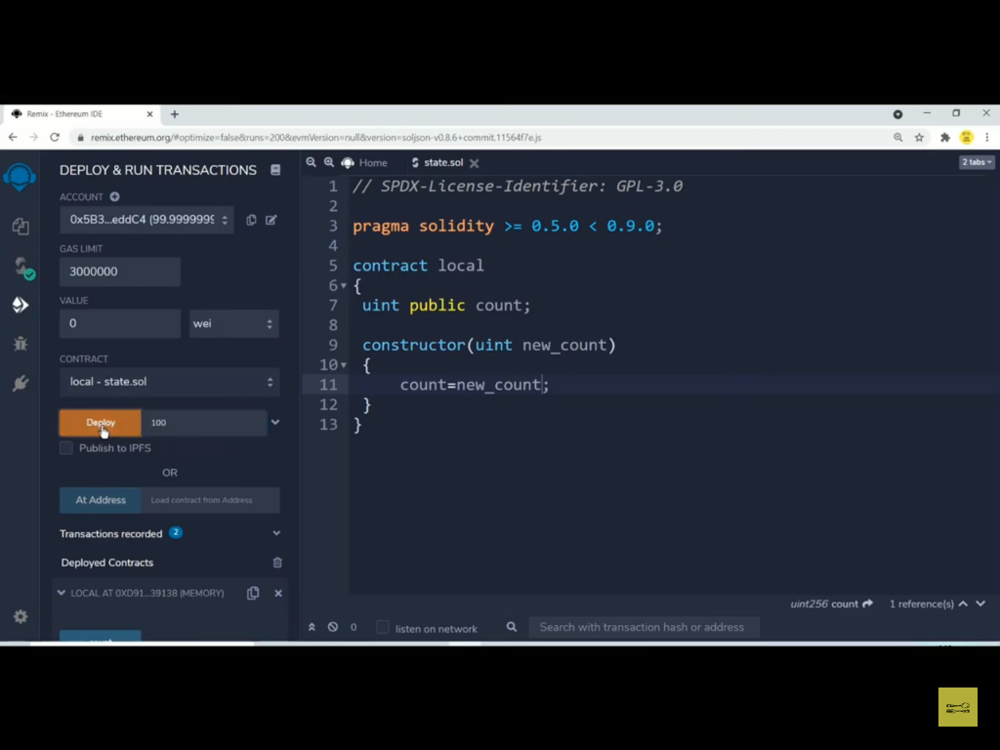 Remix - Ethereum IDE
remix.ethereum.org/#optimize=false&runs=200&evmVersion=null&version=soljson-v0.8.6+commit.11564f7e.js
DEPLOY & RUN TRANSACTIONS
ACCOUNT
0x5B3...eddC4 (99.9999999
GAS LIMIT
3000000
VALUE
0
wei
CONTRACT
local - state.sol
Deploy
100
Publish to IPFS
OR
At Address
Load contract from Address
Transactions recorded 2
Deployed Contracts
LOCAL AT 0XD91...39138 (MEMORY)
Home
state.sol
2 tabs
1 // SPDX-License-Identifier: GPL-3.0
2
3 pragma solidity >= 0.5.0 < 0.9.0;
4
5 contract local
6 {
7 uint public count;
8
9 constructor(uint new_count)
10 {
11 count=new_count;
12 }
13 }
uint256 count
1 reference(s)
0
listen on network
Search with transaction hash or address